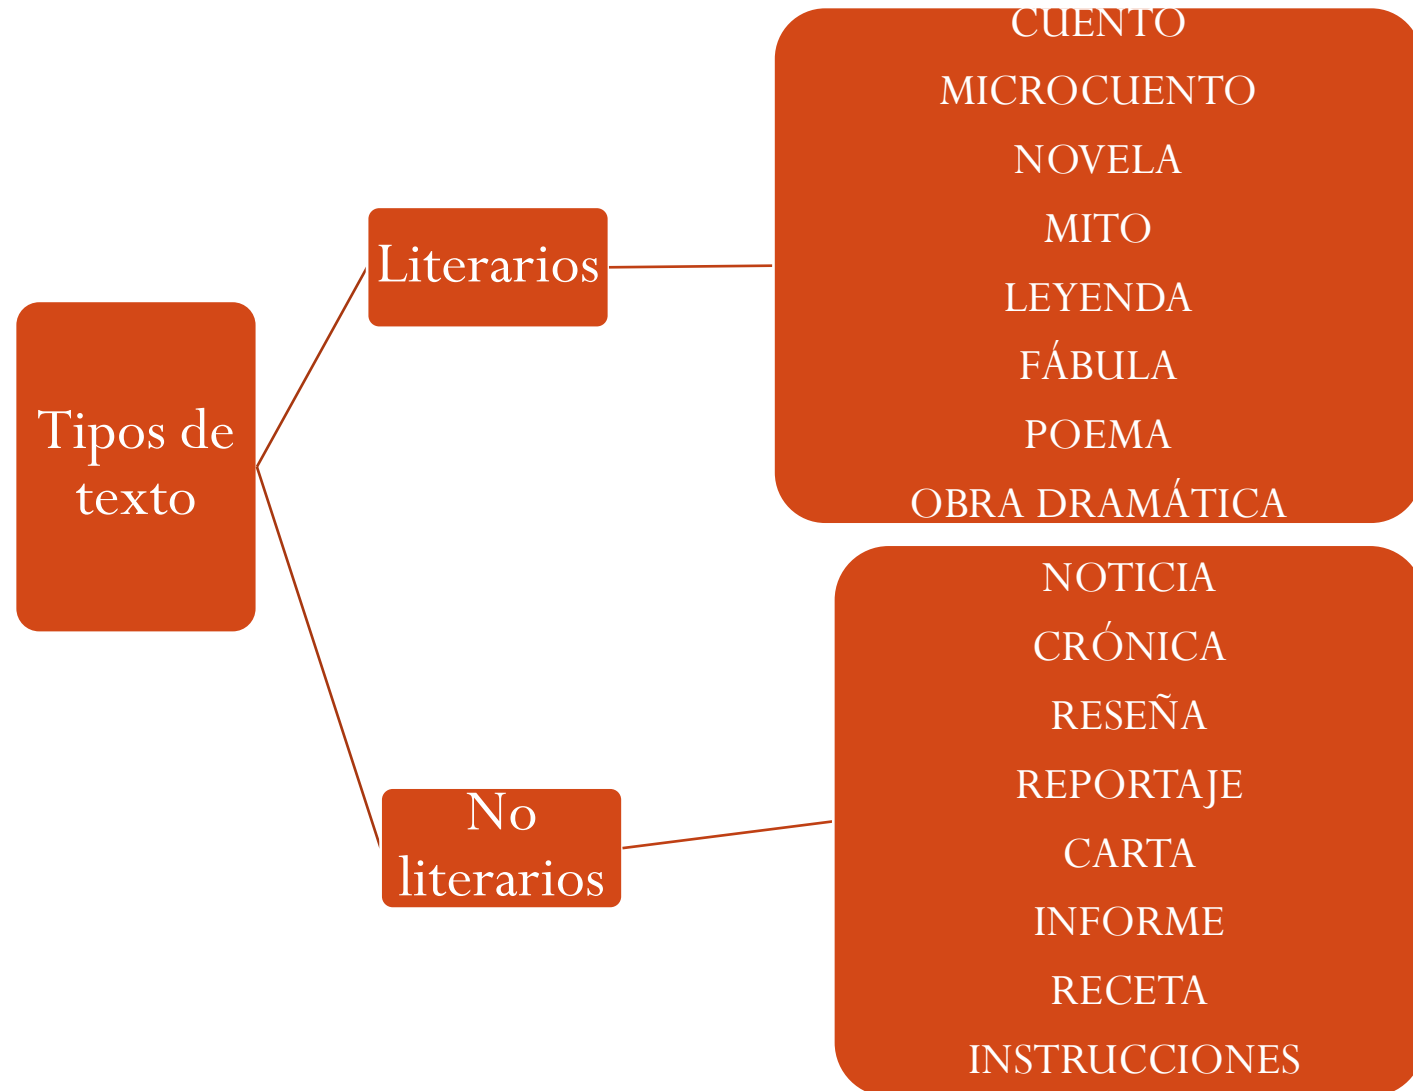 Tipos de
texto
Literarios
CUENTO
MICROCUENTO
NOVELA
MITO
LEYENDA
FÁBULA
POEMA
OBRA DRAMÁTICA
No
literarios
NOTICIA
CRÓNICA
RESEÑA
REPORTAJE
CARTA
INFORME
RECETA
INSTRUCCIONES